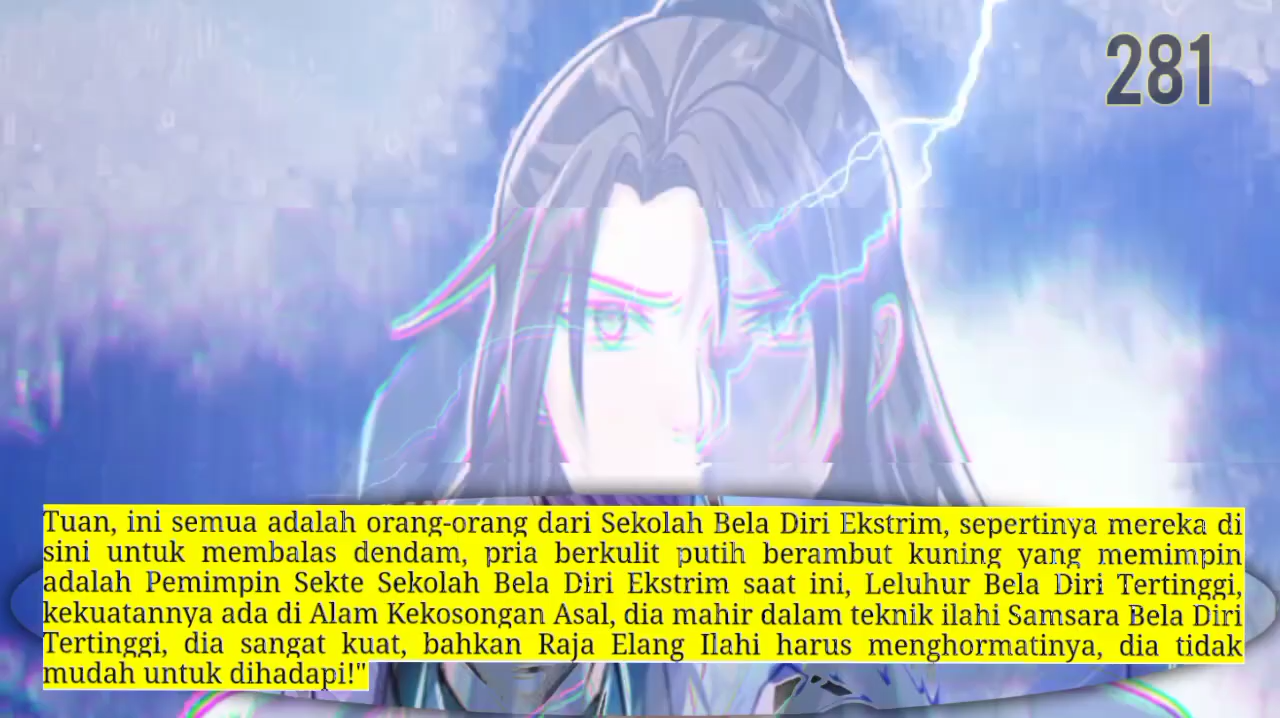 281
Tuan, ini semua adalah orang-orang dari Sekolah Bela Diri Ekstrim, sepertinya mereka di
sini untuk membalas dendam, pria berkulit putih berambut kuning yang memimpin
adalah Pemimpin Sekte Sekolah Bela Diri Ekstrim saat ini, Leluhur Bela Diri Tertinggi,
kekuatannya ada di Alam Kekosongan Asal, dia mahir dalam teknik ilahi Samsara Bela Diri
Tertinggi, dia sangat kuat, bahkan Raja Elang Ilahi harus menghormatinya, dia tidak
mudah untuk dihadapi!"